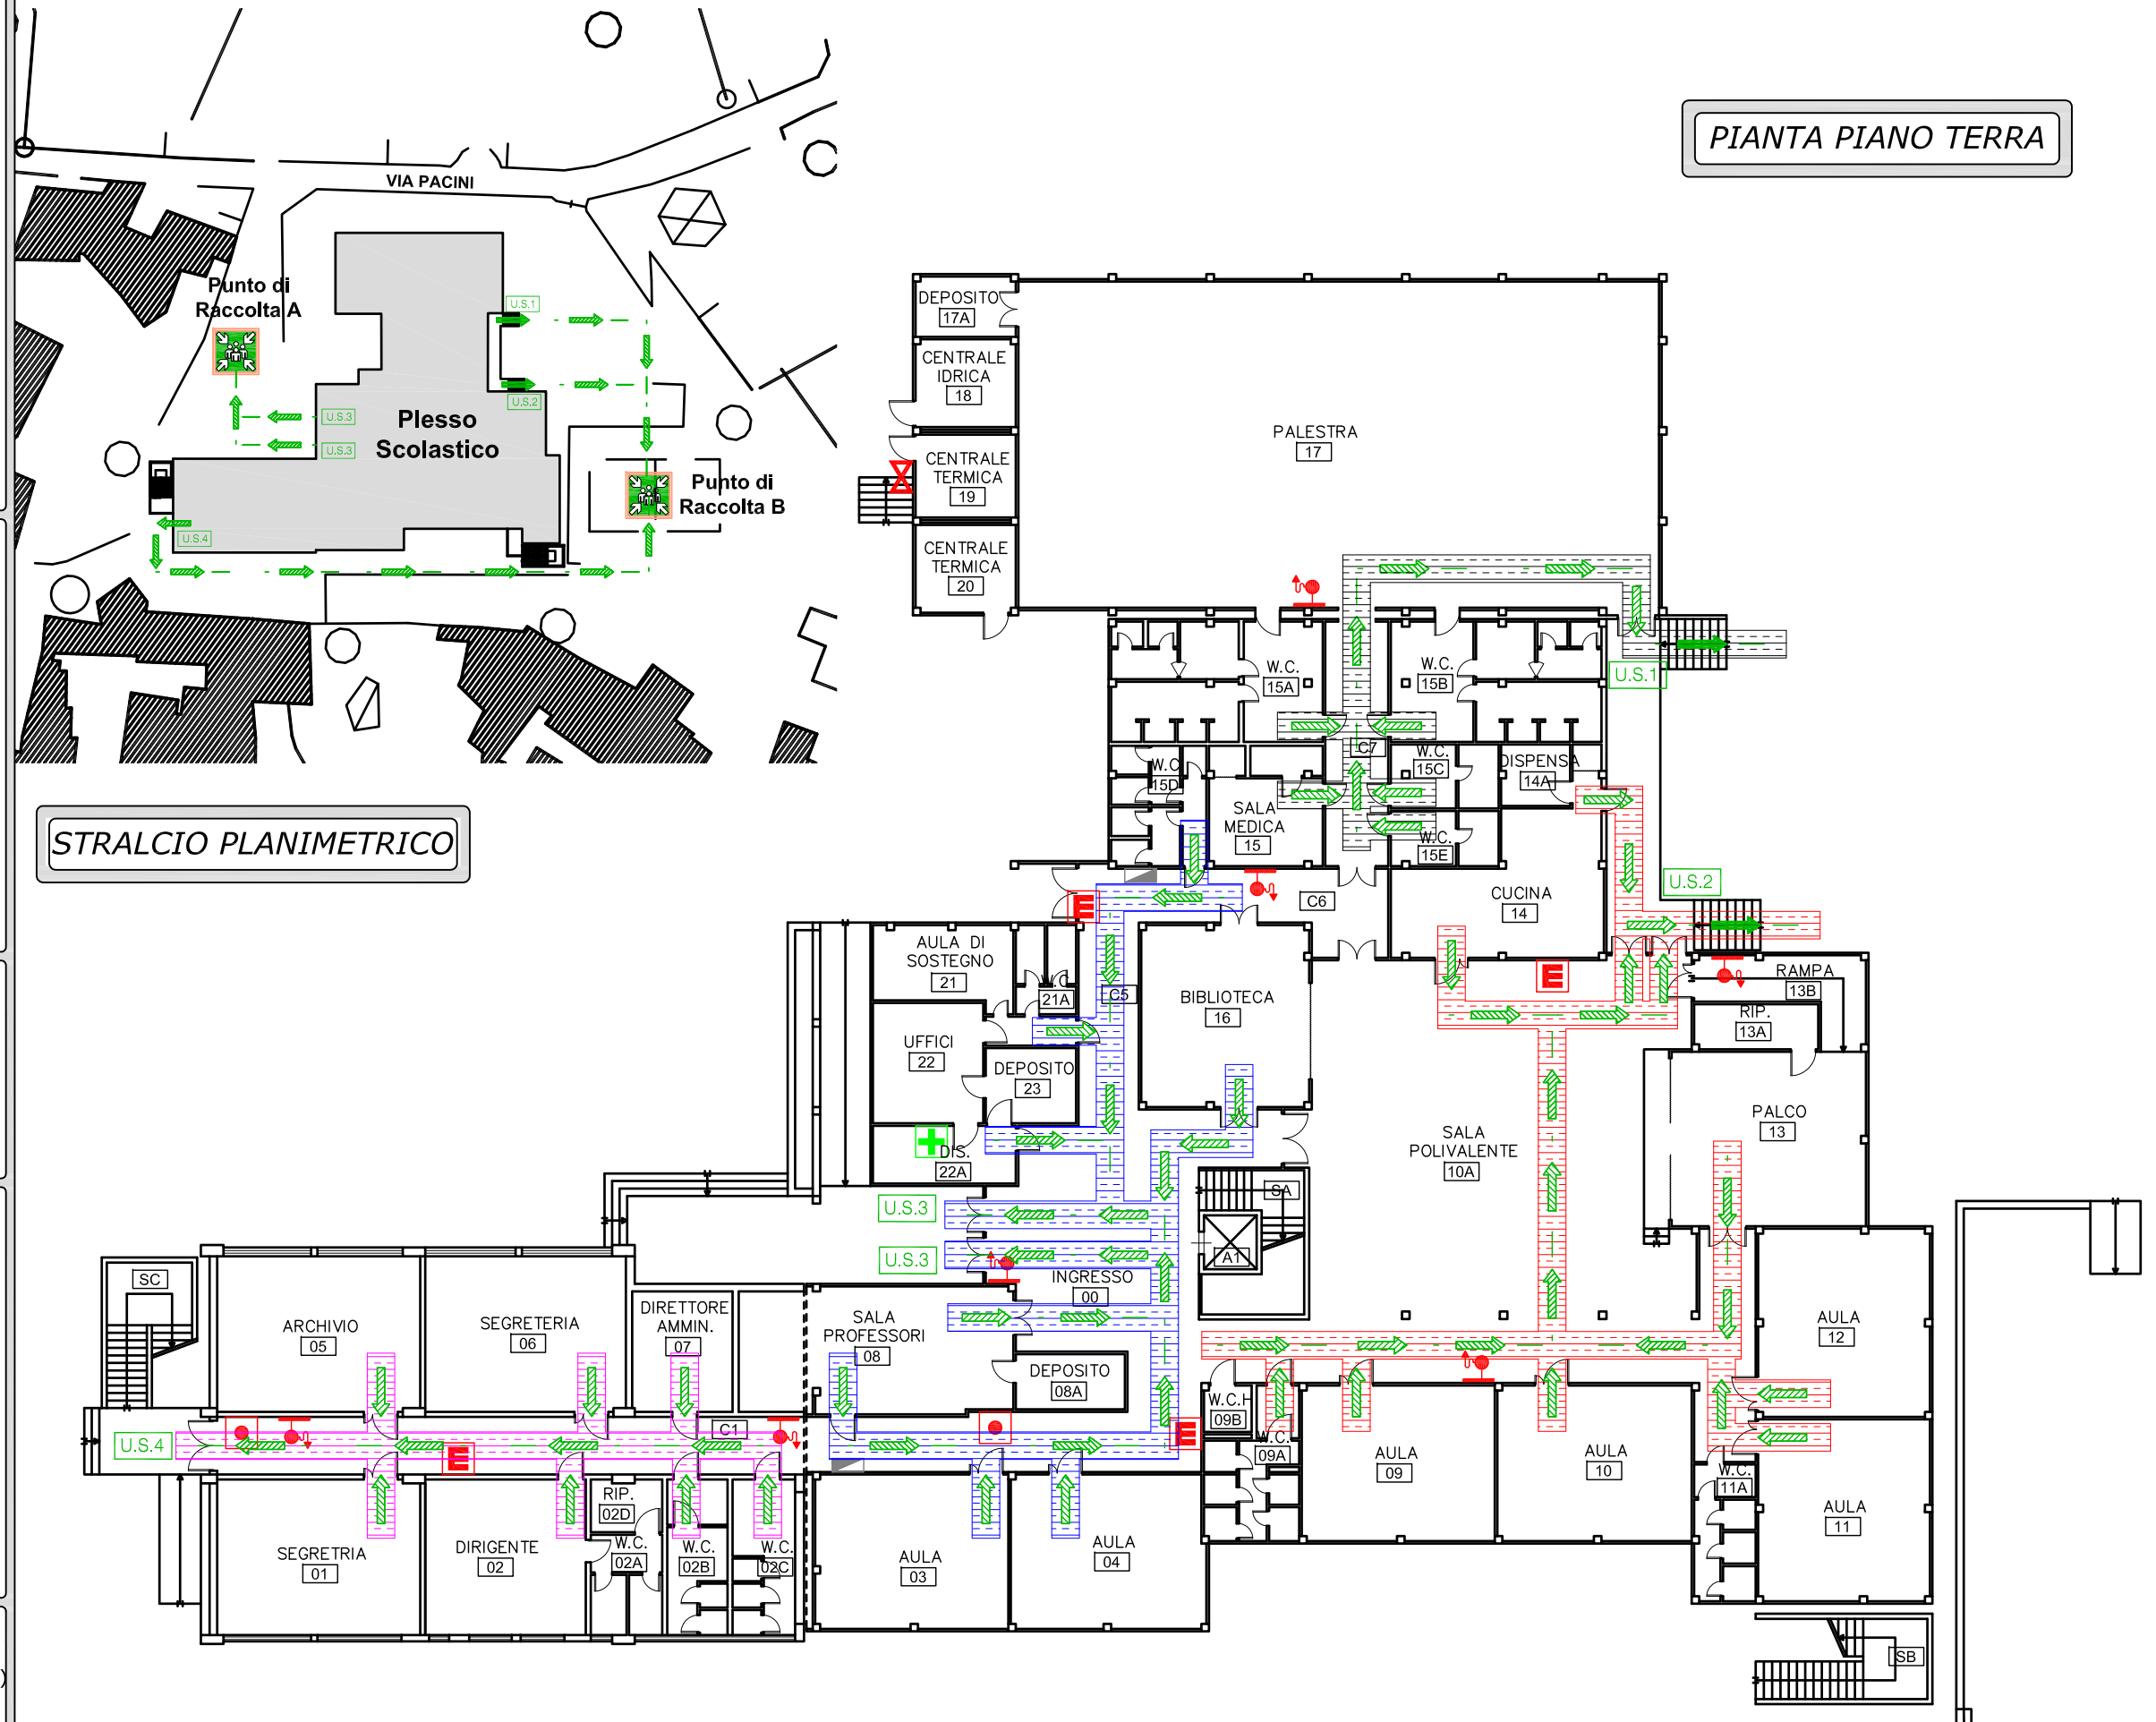 PIANTA PIANO TERRA
VIA PACINI
Punto di
Raccolta A
U.S.1
U.S.2
U.S.3
U.S.3
Plesso
Scolastico
Punto di
Raccolta B
U.S.4
STRALCIO PLANIMETRICO
DEPOSITO
17A
CENTRALE
IDRICA
18
PALESTRA
17
CENTRALE
TERMICA
19
CENTRALE
TERMICA
20
W.C.
15A
W.C.
15B
U.S.1
C7
W.C.
15C
DISPENSA
14A
W.C.
15D
SALA
MEDICA
15
W.C.
15E
U.S.2
C6
CUCINA
14
AULA DI
SOSTEGNO
21
W.C.
21A
C5
BIBLIOTECA
16
RAMPA
13B
RIP.
13A
UFFICI
22
DEPOSITO
23
PALCO
13
SALA
POLIVALENTE
10A
DIS.
22A
SA
U.S.3
A1
U.S.3
INGRESSO
00
SC
ARCHIVIO
05
SEGRETERIA
06
DIRETTORE
AMMIN.
07
SALA
PROFESSORI
08
DEPOSITO
08A
AULA
12
W.C.H
09B
W.C.
09A
U.S.4
C1
AULA
09
AULA
10
W.C.
11A
AULA
11
RIP.
02D
SEGRETRIA
01
DIRIGENTE
02
W.C.
02A
W.C.
02B
W.C.
02C
AULA
03
AULA
04
SB
E
E
E
E
)